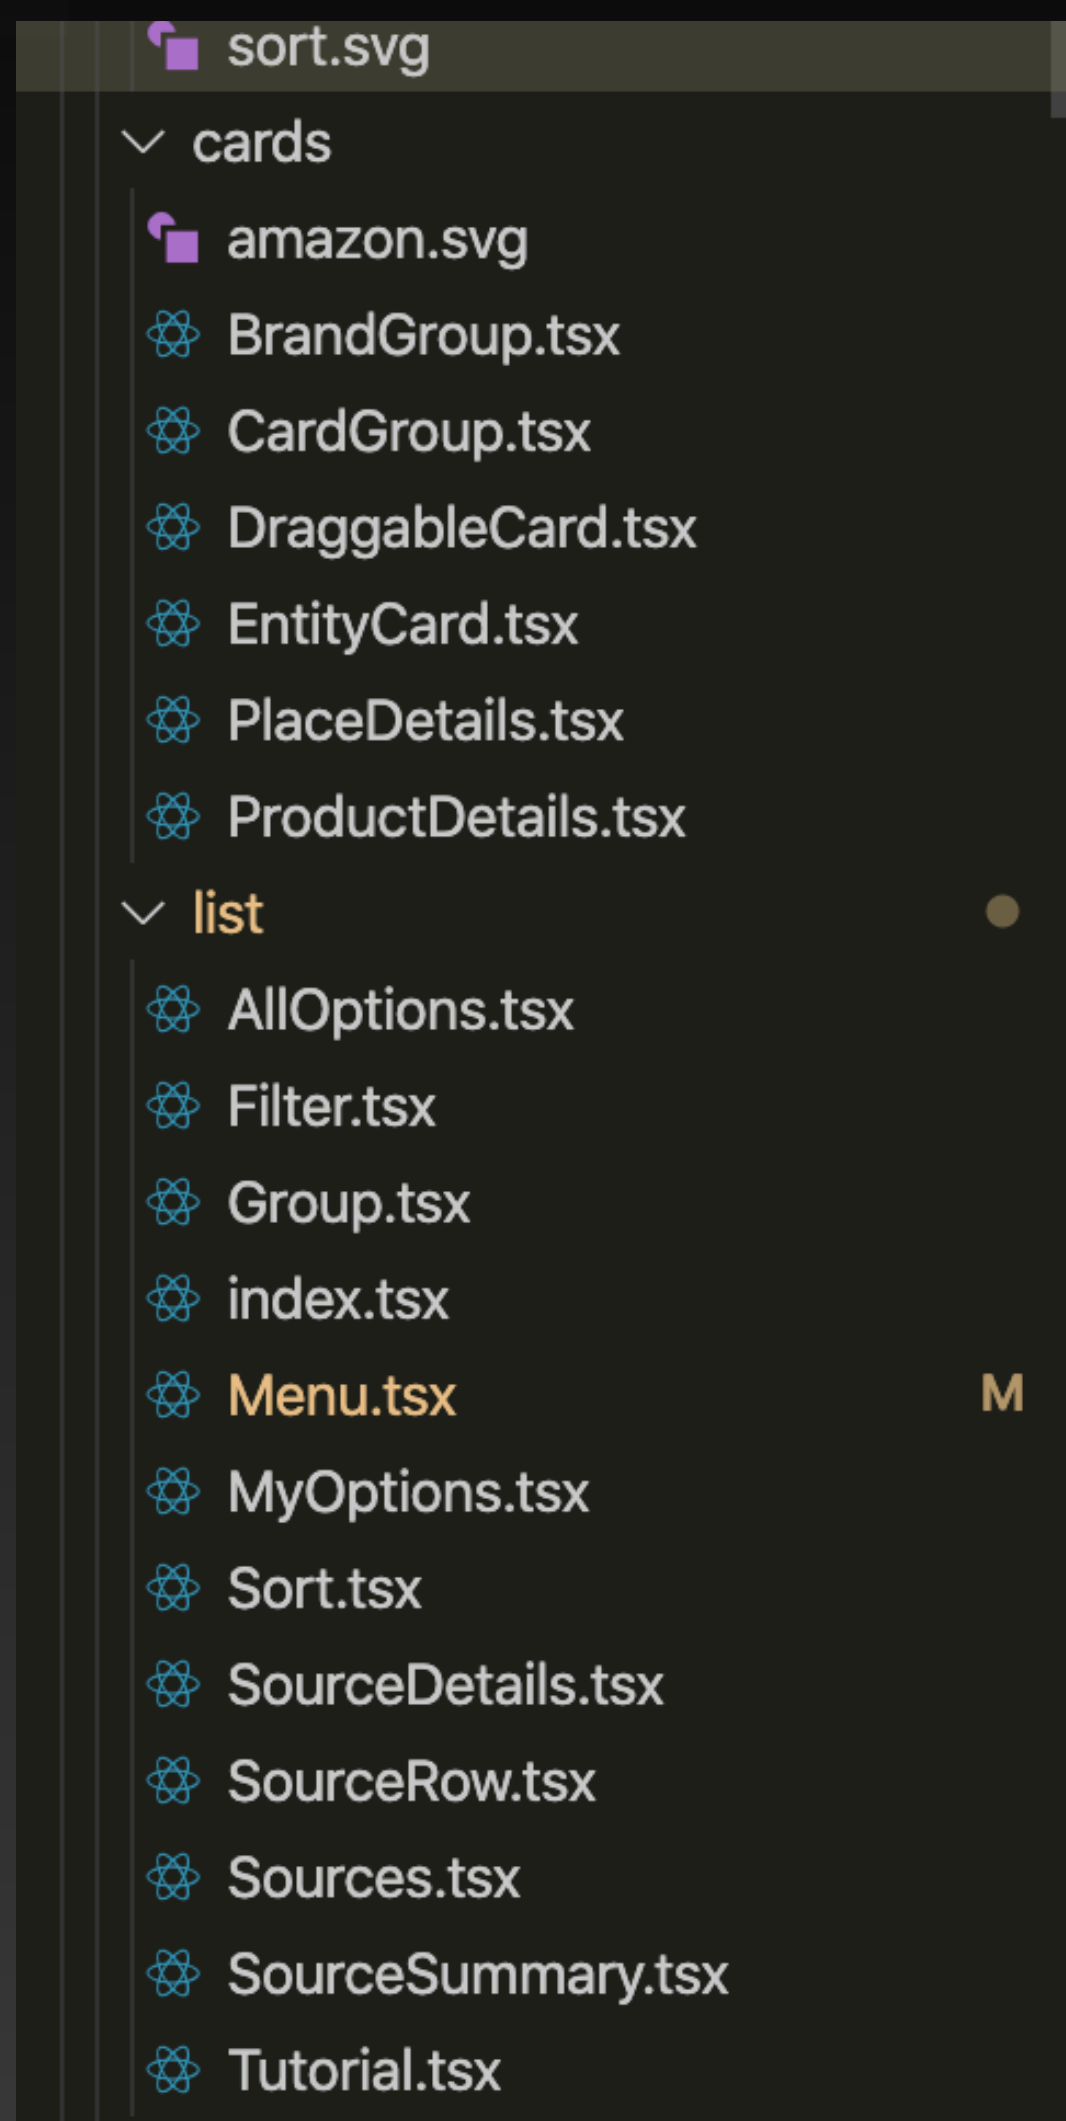 sort.svg
cards
amazon.svg
BrandGroup.tsx
CardGroup.tsx
DraggableCard.tsx
EntityCard.tsx
PlaceDetails.tsx
ProductDetails.tsx
list
AllOptions.tsx
Filter.tsx
Group.tsx
index.tsx
Menu.tsx M
MyOptions.tsx
Sort.tsx
SourceDetails.tsx
SourceRow.tsx
Sources.tsx
SourceSummary.tsx
Tutorial.tsx